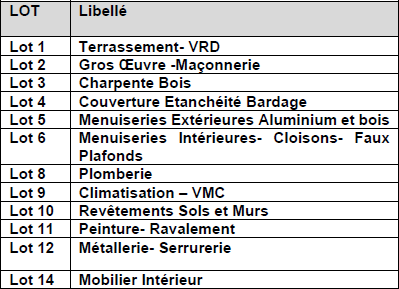 LOT Libellé
Lot 1 Terrassement- VRD
Lot 2 Gros Œuvre -Maçonnerie
Lot 3 Charpente Bois
Lot 4 Couverture Etanchéité Bardage
Lot 5 Menuiseries Extérieures Aluminium et bois
Lot 6 Menuiseries Intérieures- Cloisons- Faux
Plafonds
Lot 8 Plomberie
Lot 9 Climatisation – VMC
Lot 10 Revêtements Sols et Murs
Lot 11 Peinture- Ravalement
Lot 12 Métallerie- Serrurerie
Lot 14 Mobilier Intérieur